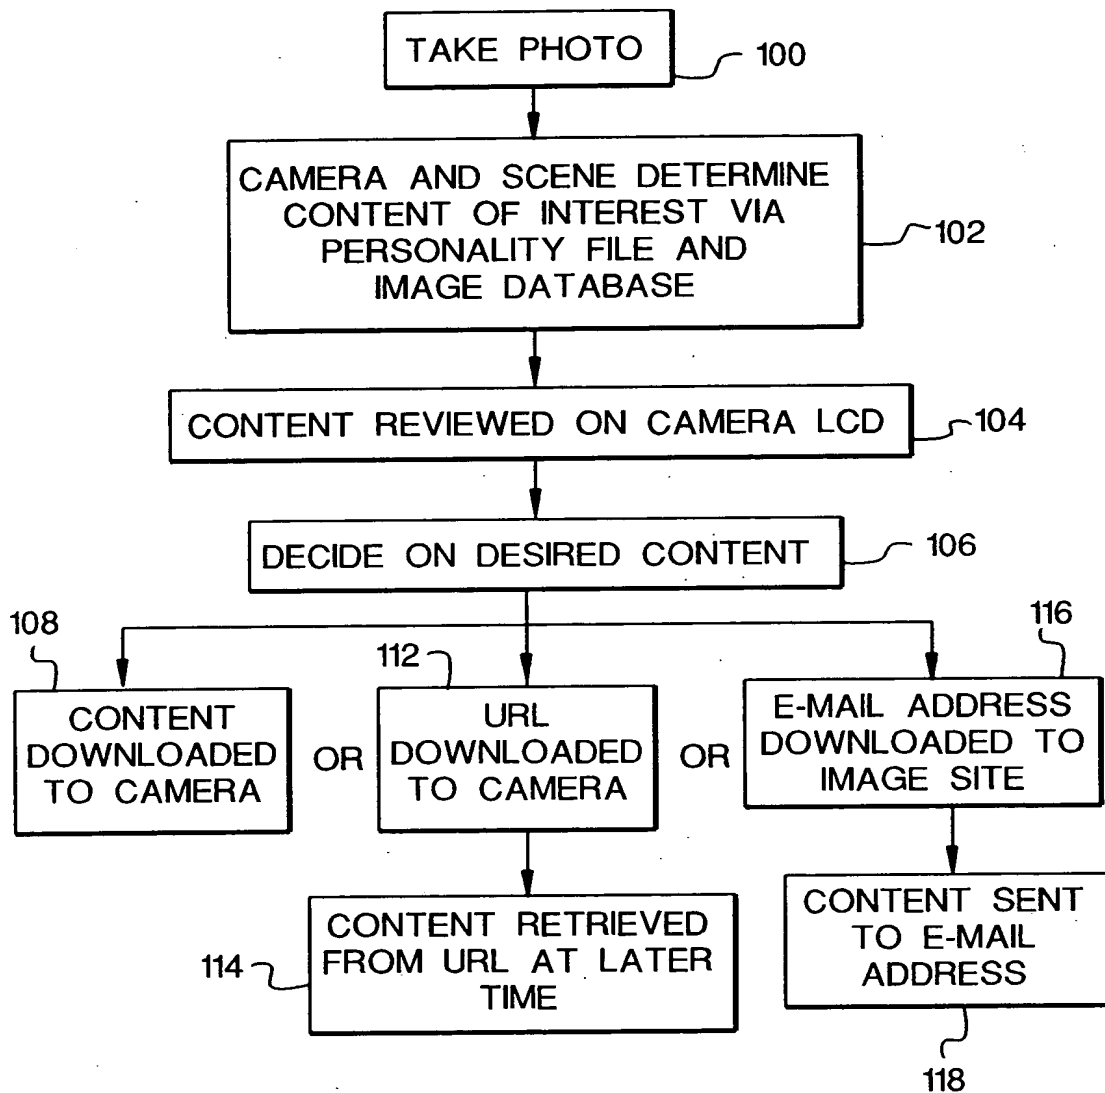 TAKE PHOTO
100
CAMERA AND SCENE DETERMINE
CONTENT OF INTEREST VIA
PERSONALITY FILE AND
IMAGE DATABASE
102
CONTENT REVIEWED ON CAMERA LCD
104
DECIDE ON DESIRED CONTENT
106
108
CONTENT
DOWNLOADED
TO CAMERA
OR
112
URL
DOWNLOADED
TO CAMERA
OR
116
E-MAIL ADDRESS
DOWNLOADED TO
IMAGE SITE
CONTENT RETRIEVED
FROM URL AT LATER
TIME
114
CONTENT SENT
TO E-MAIL
ADDRESS
118